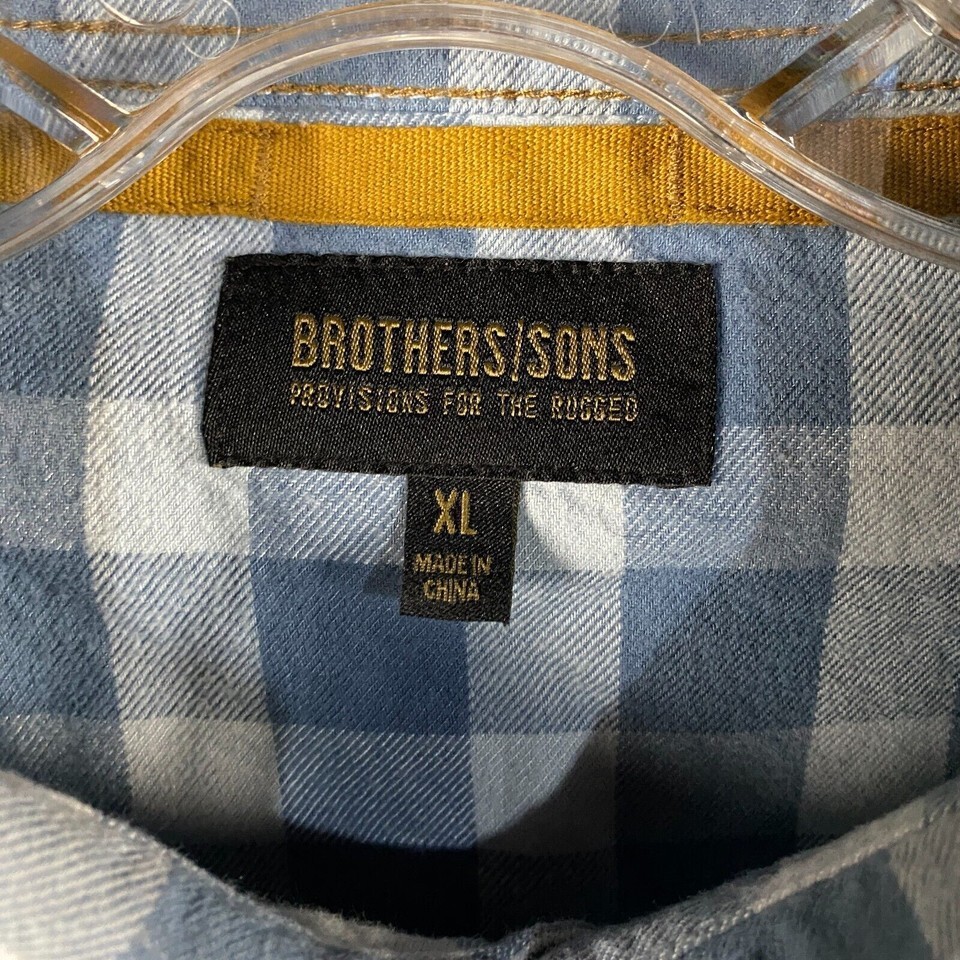 BROTHERS/SONS
PROVISIONS FOR THE RUGGED
XL
MADE IN
CHINA